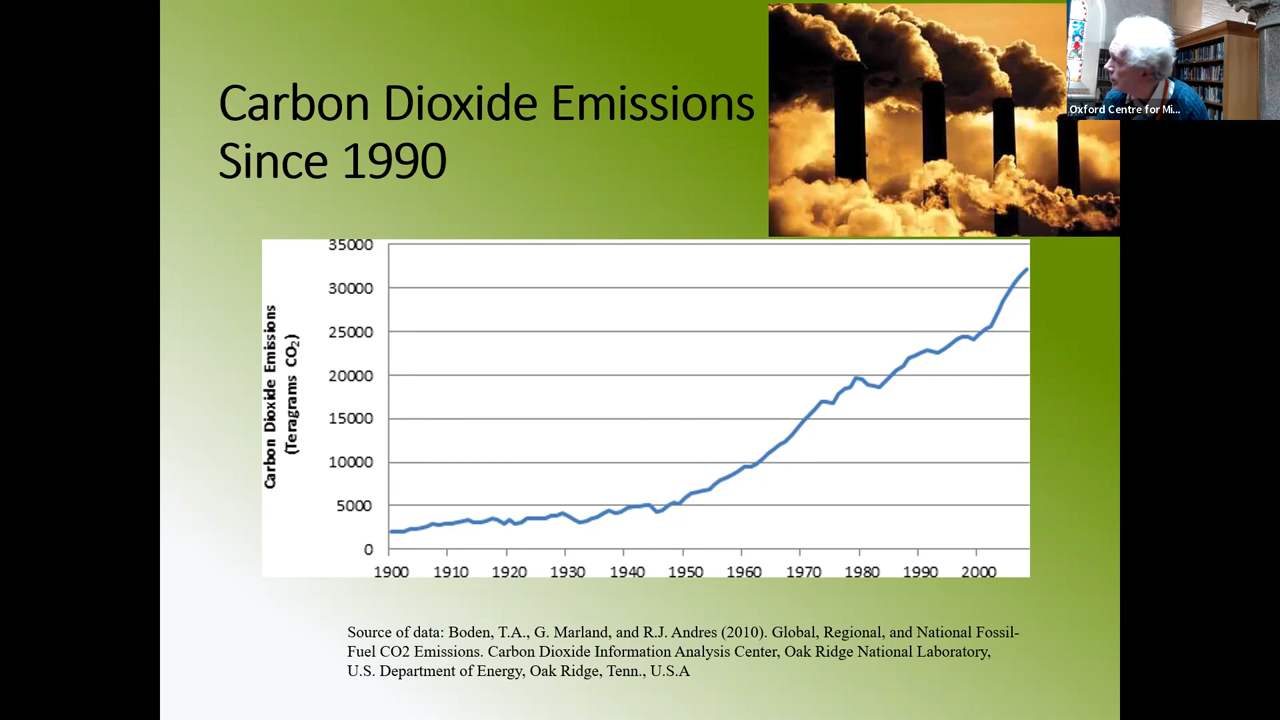 Carbon Dioxide Emissions
Since 1990
Oxford Centre for Mi...
Carbon Dioxide Emissions
(Teragrams CO₂)
35000
30000
25000
20000
15000
10000
5000
0
1900 1910 1920 1930 1940 1950 1960 1970 1980 1990 2000
Source of data: Boden, T.A., G. Marland, and R.J. Andres (2010). Global, Regional, and National Fossil-
Fuel CO2 Emissions. Carbon Dioxide Information Analysis Center, Oak Ridge National Laboratory,
U.S. Department of Energy, Oak Ridge, Tenn., U.S.A